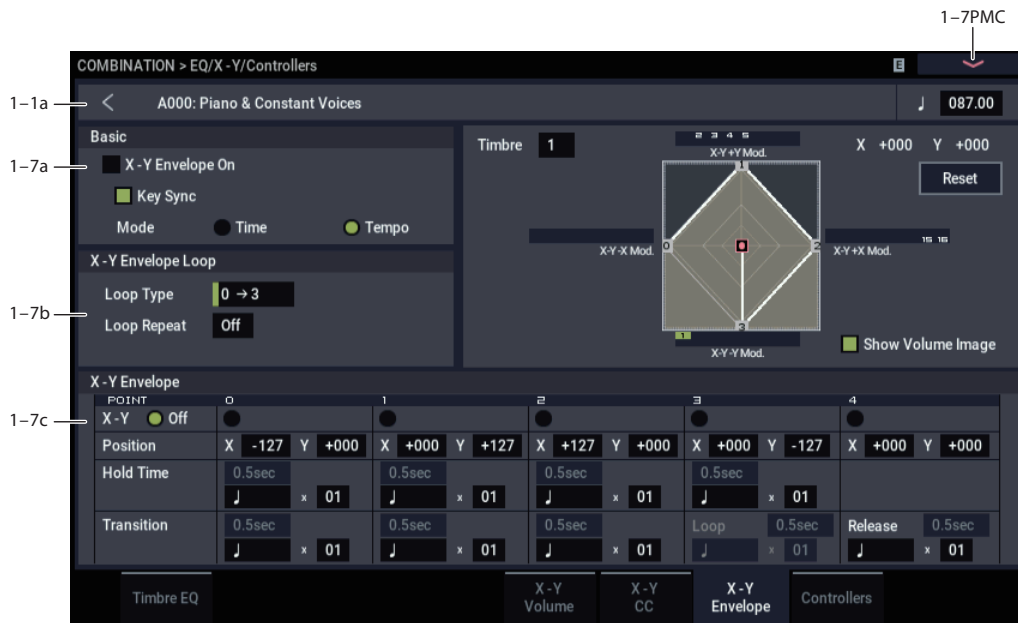 1–7PMC
COMBINATION > EQ/X-Y/Controllers E
1–1a A000: Piano & Constant Voices ♩ 087.00
Basic
1–7a X-Y Envelope On
Key Sync
Mode Time Tempo
X-Y Envelope Loop
1–7b Loop Type 0 → 3
Loop Repeat Off
Timbre 1
2 3 4 5
X-Y+Y Mod.
X +000 Y +000
Reset
1
X-Y-X Mod. 0 2 X-Y+X Mod.
15 16
3
1
X-Y-Y Mod.
Show Volume Image
X-Y Envelope
POINT 0 1 2 3 4
1–7c X-Y Off
Position X -127 Y +000 X +000 Y +127 X +127 Y +000 X +000 Y -127 X +000 Y +000
Hold Time 0.5sec 0.5sec 0.5sec 0.5sec
♩ x 01 ♩ x 01 ♩ x 01 ♩ x 01
Transition 0.5sec 0.5sec 0.5sec Loop 0.5sec Release 0.5sec
♩ x 01 ♩ x 01 ♩ x 01 ♩ x 01 ♩ x 01
Timbre EQ X-Y Volume X-Y CC X-Y Envelope Controllers